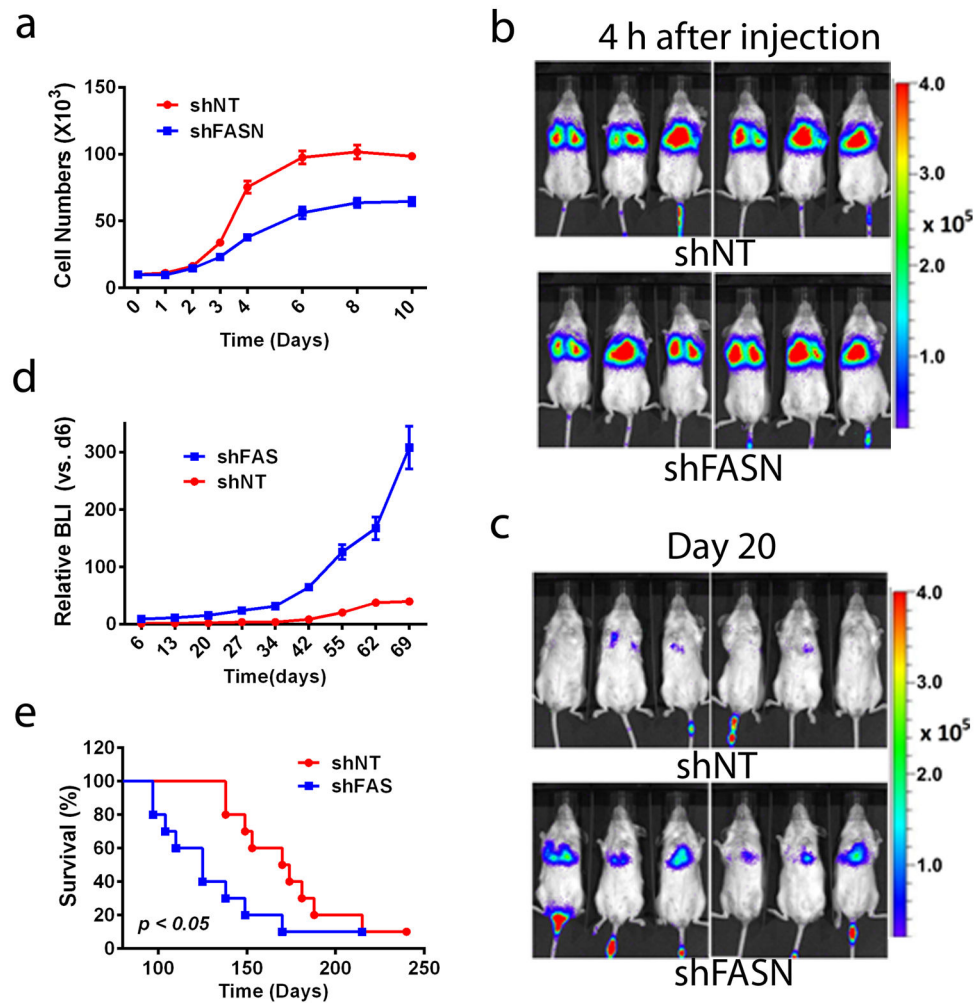 a
150
100
50
0
Cell Numbers (X10³)
shNT
shFASN
0 1 2 3 4 6 8 10
Time (Days)
b
4 h after injection
shNT
shFASN
4.0
3.0
x 10⁵
2.0
1.0
d
300
200
100
0
Relative BLI (vs. d6)
shFAS
shNT
6 13 20 27 34 42 55 62 69
Time(days)
c
Day 20
shNT
shFASN
4.0
3.0
x 10⁵
2.0
1.0
e
120
100
80
60
40
20
0
Survival (%)
shNT
shFAS
p < 0.05
100 150 200 250
Time (Days)